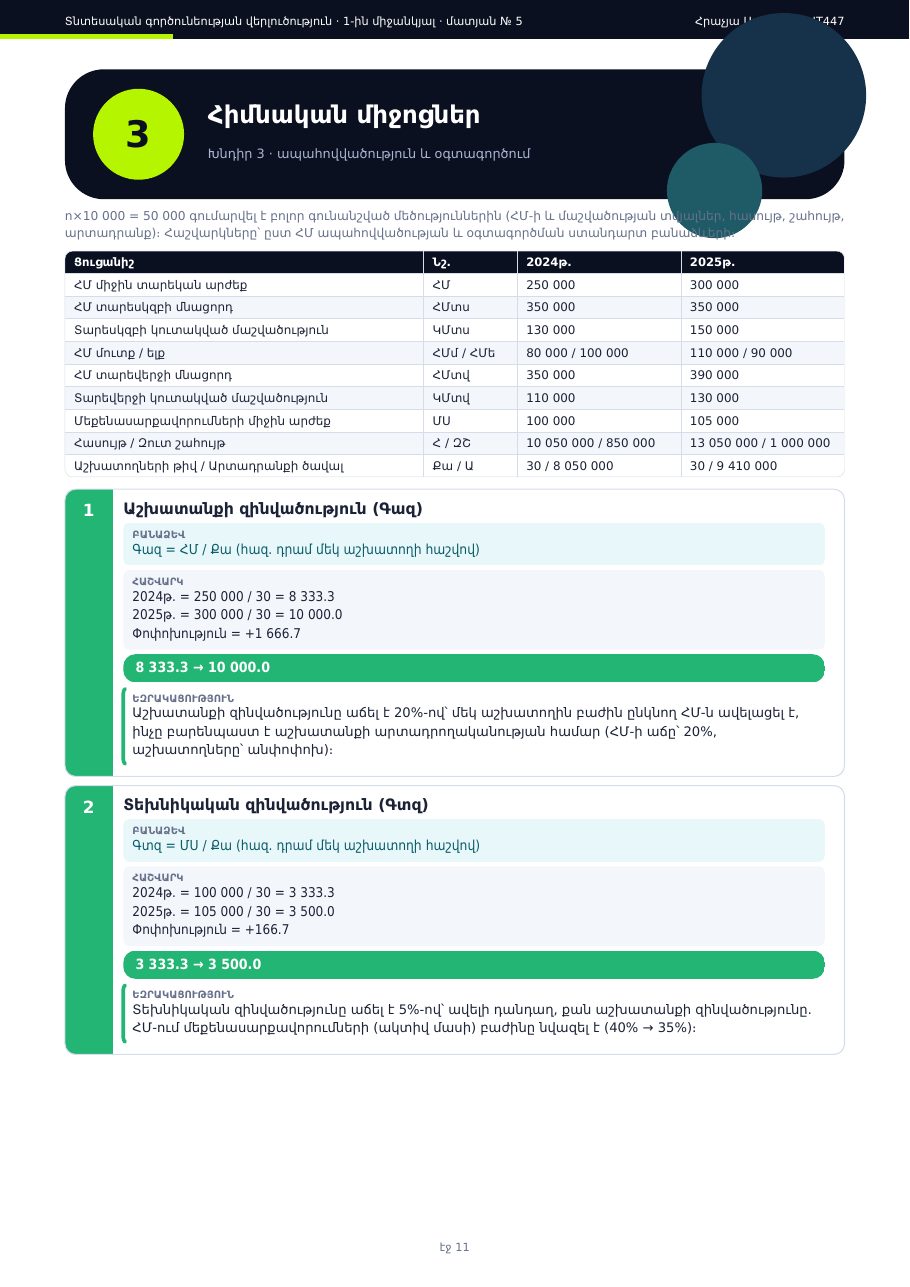 Տնտեսական գործունեության վերլուծություն · 1-ին միջանկյալ · մատյան № 5
Հրաչյա
3
Հիմնական միջոցներ
Խնդիր 3 · ապահովվածություն և օգտագործում
n×10 000 = 50 000 գումարվել է բոլոր գունանշված մեծություններին (ՀՄ-ի և մաշվածության տվյալներ, հասույթ, շահույթ,
արտադրանք)։ Հաշվարկները՝ ըստ ՀՄ ապահովվածության և օգտագործման ստանդարտ բանաձևերի։
Ցուցանիշ Նշ. 2024թ. 2025թ.
ՀՄ միջին տարեկան արժեք ՀՄ 250 000 300 000
ՀՄ տարեսկզբի մնացորդ ՀՄտս 350 000 350 000
Տարեսկզբի կուտակված մաշվածություն ԿՄտս 130 000 150 000
ՀՄ մուտք / ելք ՀՄմ / ՀՄե 80 000 / 100 000 110 000 / 90 000
ՀՄ տարեվերջի մնացորդ ՀՄտվ 350 000 390 000
Տարեվերջի կուտակված մաշվածություն ԿՄտվ 110 000 130 000
Մեքենասարքավորումների միջին արժեք ՄՍ 100 000 105 000
Հասույթ / Զուտ շահույթ Հ / ԶՇ 10 050 000 / 850 000 13 050 000 / 1 000 000
Աշխատողների թիվ / Արտադրանքի ծավալ Քա / Ա 30 / 8 050 000 30 / 9 410 000
1
Աշխատանքի զինվածություն (Գազ)
ԲԱՆԱՁԵՎ
Գազ = ՀՄ / Քա (հազ. դրամ մեկ աշխատողի հաշվով)
ՀԱՇՎԱՐԿ
2024թ. = 250 000 / 30 = 8 333.3
2025թ. = 300 000 / 30 = 10 000.0
Փոփոխություն = +1 666.7
8 333.3 → 10 000.0
ԵԶՐԱԿԱՑՈՒԹՅՈՒՆ
Աշխատանքի զինվածությունը աճել է 20%-ով՝ մեկ աշխատողին բաժին ընկնող ՀՄ-ն ավելացել է,
ինչը բարենպաստ է աշխատանքի արտադրողականության համար (ՀՄ-ի աճը՝ 20%,
աշխատողները՝ անփոփոխ)։
2
Տեխնիկական զինվածություն (Գտզ)
ԲԱՆԱՁԵՎ
Գտզ = ՄՍ / Քա (հազ. դրամ մեկ աշխատողի հաշվով)
ՀԱՇՎԱՐԿ
2024թ. = 100 000 / 30 = 3 333.3
2025թ. = 105 000 / 30 = 3 500.0
Փոփոխություն = +166.7
3 333.3 → 3 500.0
ԵԶՐԱԿԱՑՈՒԹՅՈՒՆ
Տեխնիկական զինվածությունը աճել է 5%-ով՝ ավելի դանդաղ, քան աշխատանքի զինվածությունը.
ՀՄ-ում մեքենասարքավորումների (ակտիվ մասի) բաժինը նվազել է (40% → 35%)։
էջ 11